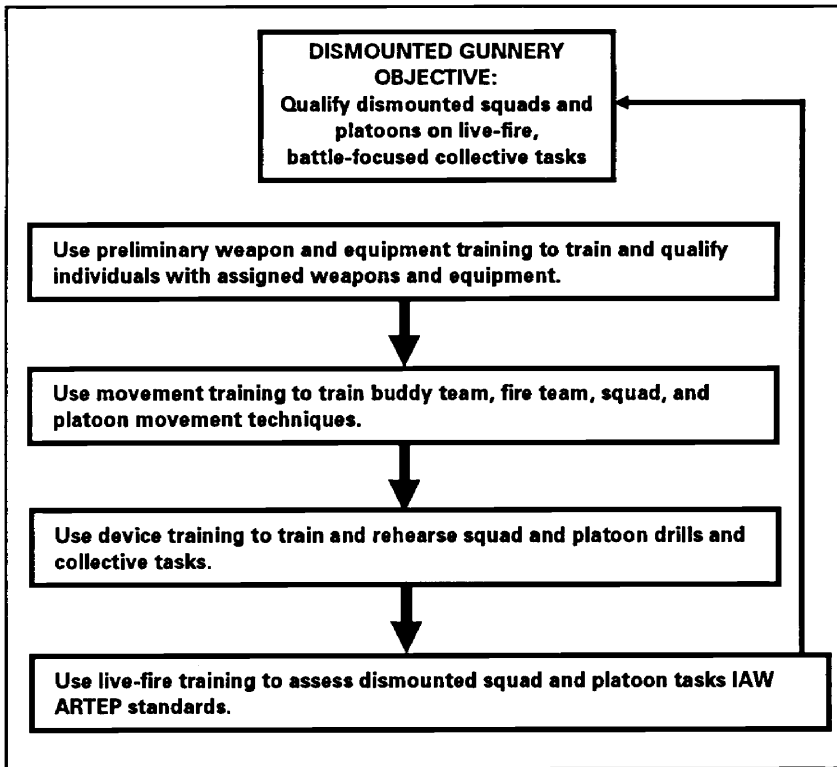 DISMOUNTED GUNNERY
OBJECTIVE:
Qualify dismounted squads and
platoons on live-fire,
battle-focused collective tasks
Use preliminary weapon and equipment training to train and qualify
individuals with assigned weapons and equipment.
Use movement training to train buddy team, fire team, squad, and
platoon movement techniques.
Use device training to train and rehearse squad and platoon drills and
collective tasks.
Use live-fire training to assess dismounted squad and platoon tasks IAW
ARTEP standards.